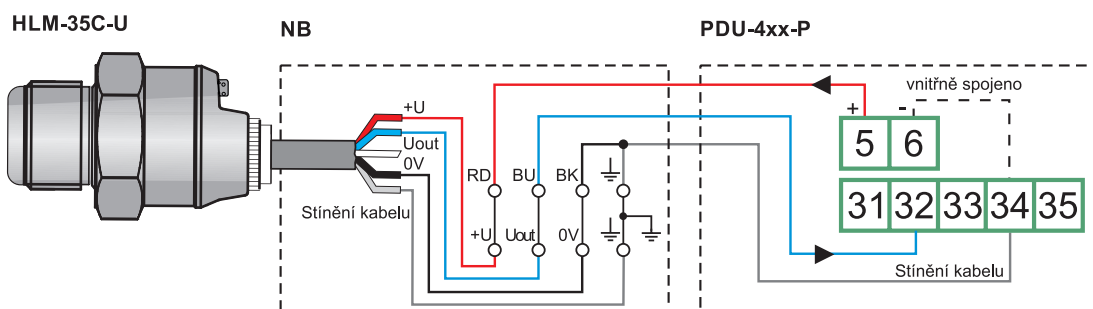 HLM-35C-U
NB
PDU-4xx-P
vnitřně spojeno
+U
+ -
5 6
Uout
0V
RD BU BK
31 32 33 34 35
Stínění kabelu
+U Uout 0V
Stínění kabelu